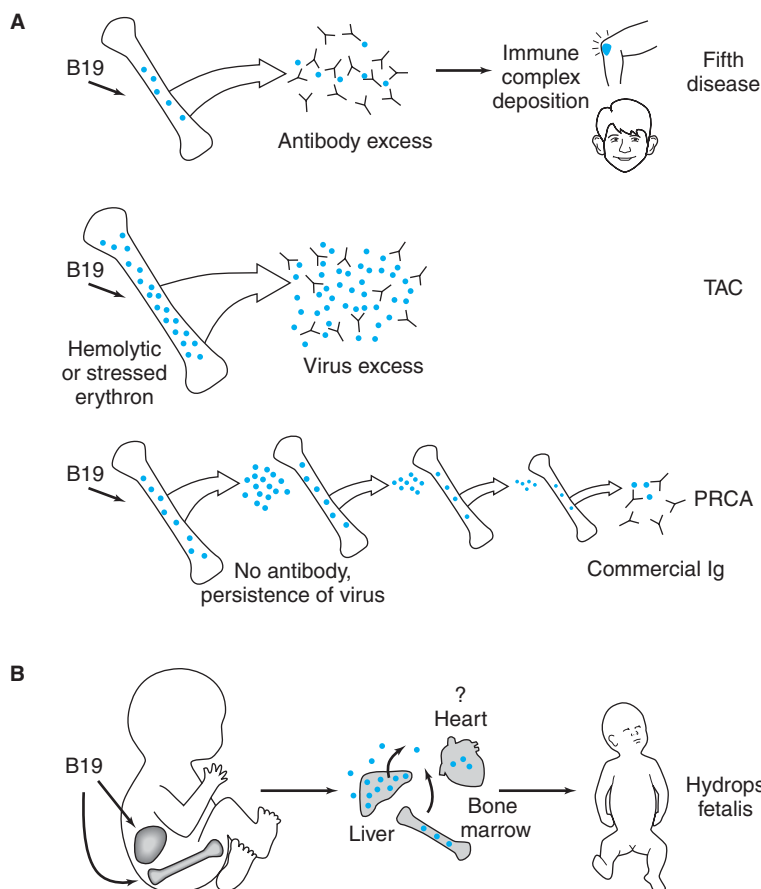 A
B19
Antibody excess
Immune
complex
deposition
Fifth
disease
B19
Hemolytic
or stressed
erythron
Virus excess
TAC
B19
No antibody,
persistence of virus
Commercial Ig
PRCA
B
B19
Liver
?
Heart
Bone
marrow
Hydrops
fetalis